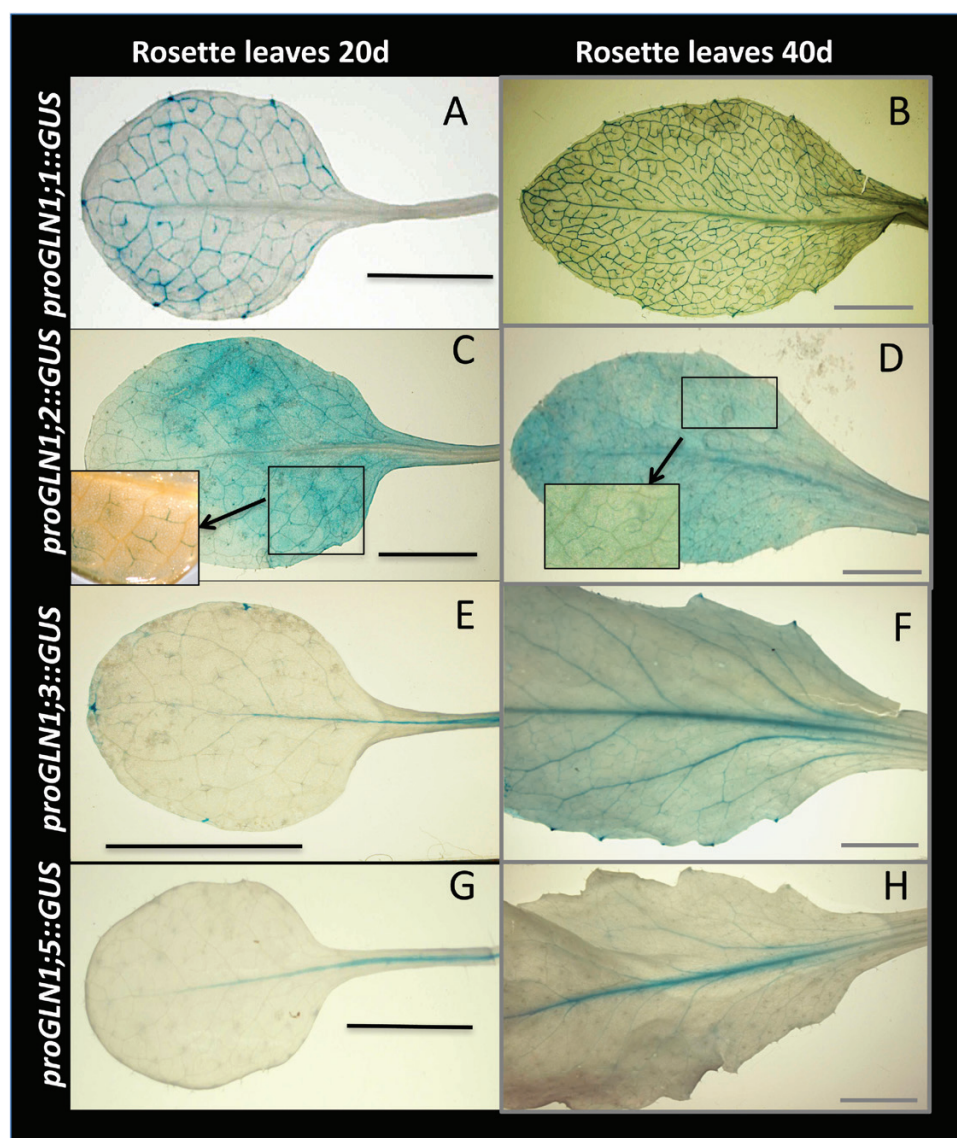 Rosette leaves 20d
Rosette leaves 40d
proGLN1;1::GUS
A
B
proGLN1;2::GUS
C
D
proGLN1;3::GUS
E
F
proGLN1;5::GUS
G
H